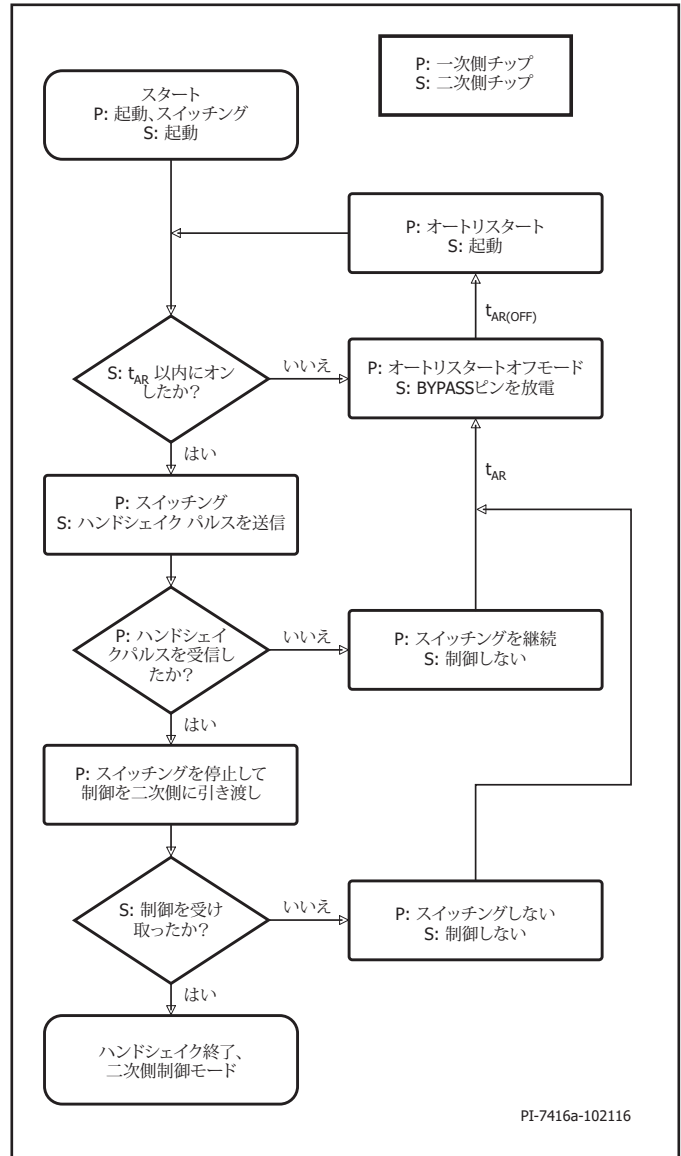 P: 一次側チップ
S: 二次側チップ
スタート
P: 起動、スイッチング
S: 起動
P: オートリスタート
S: 起動
tAR(OFF)
S: tAR 以内にオン
したか？
いいえ
P: オートリスタートオフモード
S: BYPASSピンを放電
はい
tAR
P: スイッチング
S: ハンドシェイク パルスを送信
P: ハンドシェイ
クパルスを受信し
たか？
いいえ
P: スイッチングを継続
S: 制御しない
はい
P: スイッチングを停止して
制御を二次側に引き渡し
S: 制御を受け
取ったか？
いいえ
P: スイッチングしない
S: 制御しない
はい
ハンドシェイク終了、
二次側制御モード
PI-7416a-102116